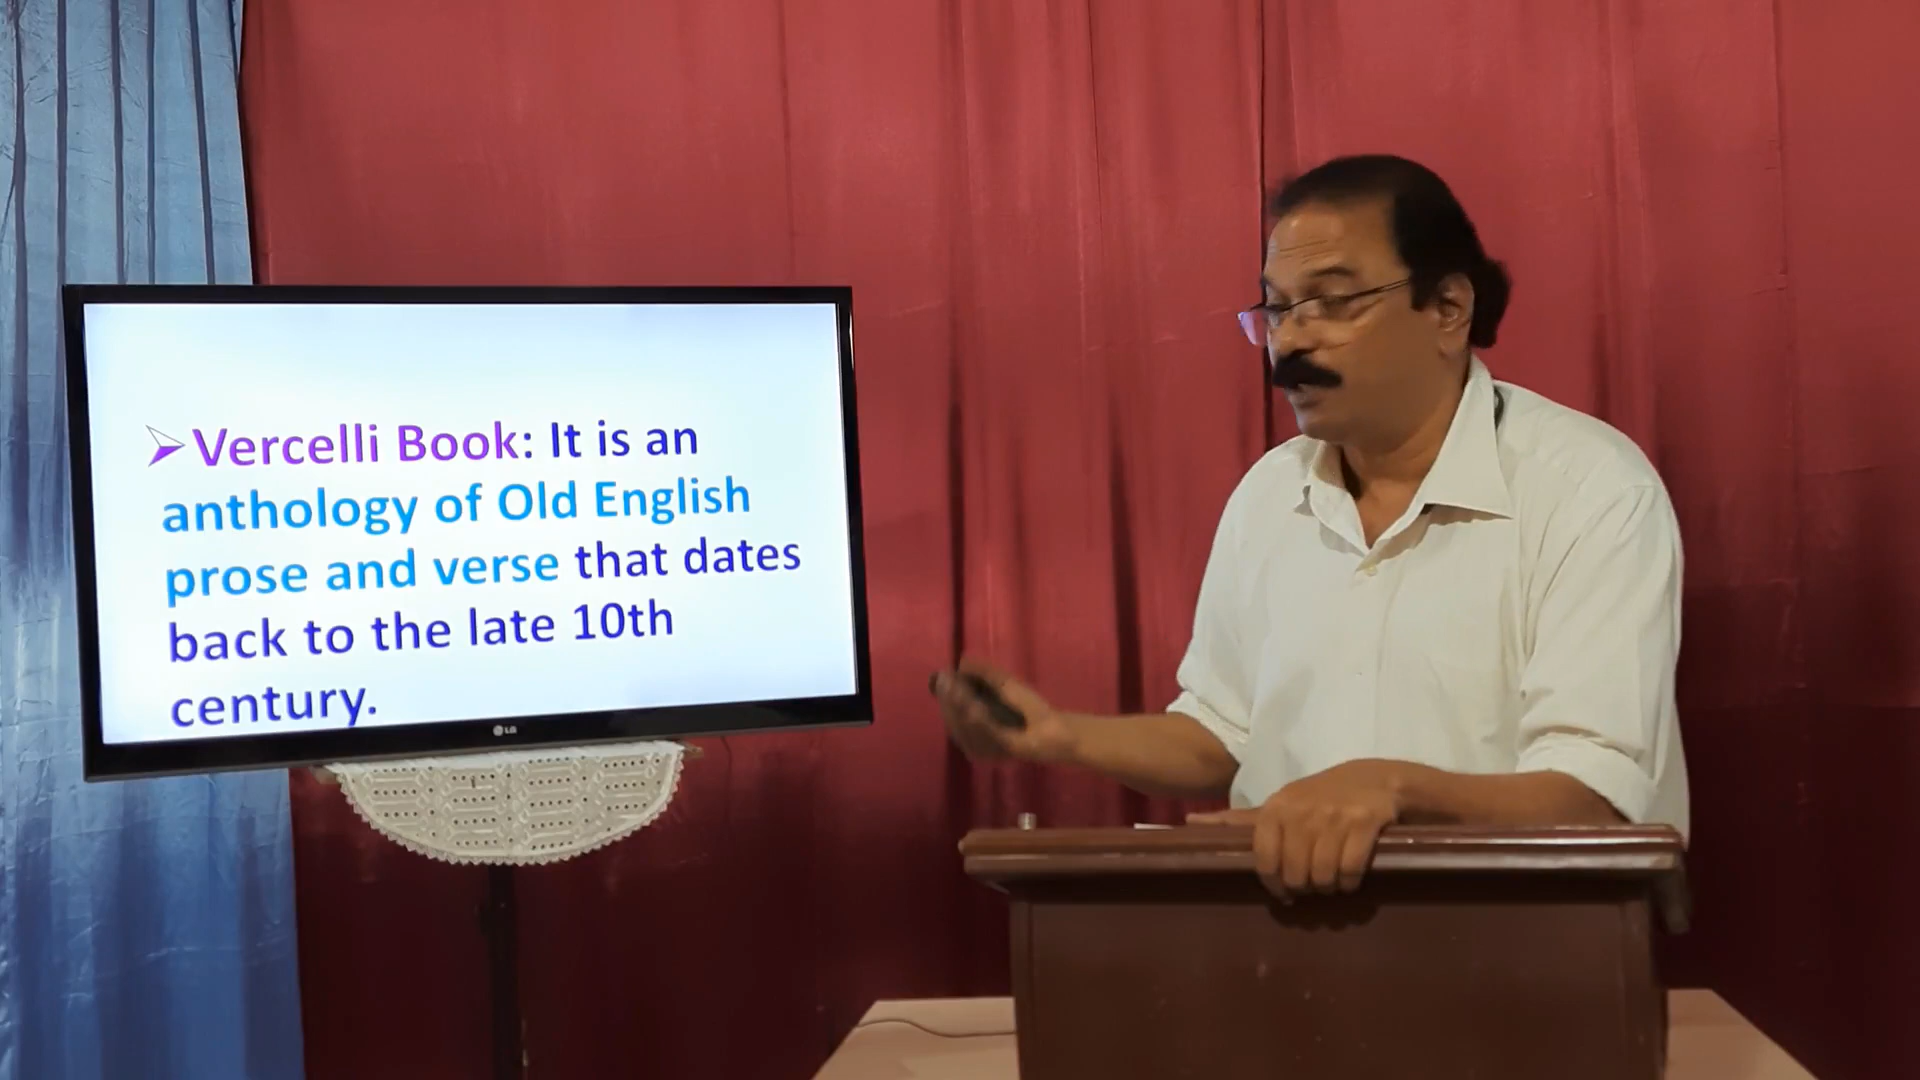 Vercelli Book: It is an
anthology of Old English
prose and verse that dates
back to the late 10th
century.
LG